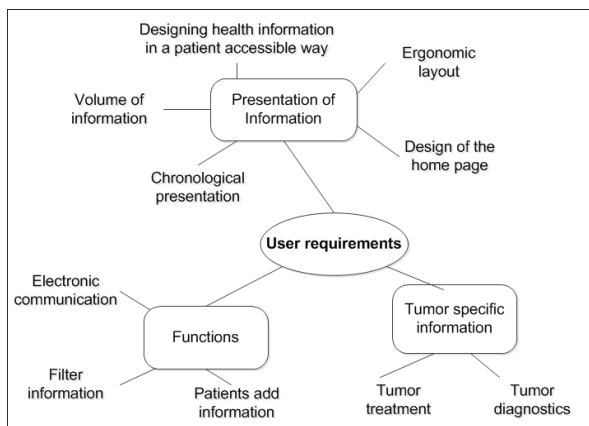 Designing health information
in a patient accessible way
Ergonomic
layout
Volume of
information
Presentation of
Information
Design of the
home page
Chronological
presentation
User requirements
Electronic
communication
Functions
Tumor specific
information
Filter
information
Patients add
information
Tumor
treatment
Tumor
diagnostics